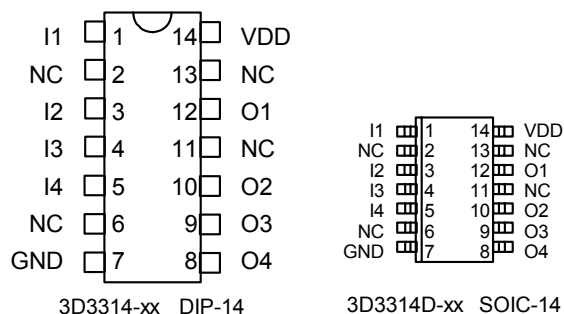 I1 1 14 VDD
NC 2 13 NC
I2 3 12 O1
I3 4 11 NC
I4 5 10 O2
NC 6 9 O3
GND 7 8 O4
3D3314-xx DIP-14
I1 1 14 VDD
NC 2 13 NC
I2 3 12 O1
I3 4 11 NC
I4 5 10 O2
NC 6 9 O3
GND 7 8 O4
3D3314D-xx SOIC-14